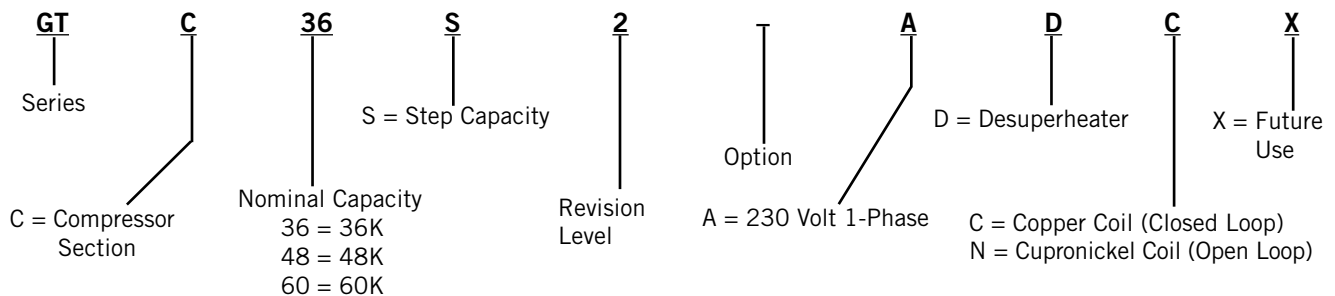 GT C 36 S 2 – A D C X
Series
S = Step Capacity
D = Desuperheater
X = Future
Use
Option
Nominal Capacity
36 = 36K
48 = 48K
60 = 60K
C = Compressor
Section
Revision
Level
A = 230 Volt 1-Phase
C = Copper Coil (Closed Loop)
N = Cupronickel Coil (Open Loop)